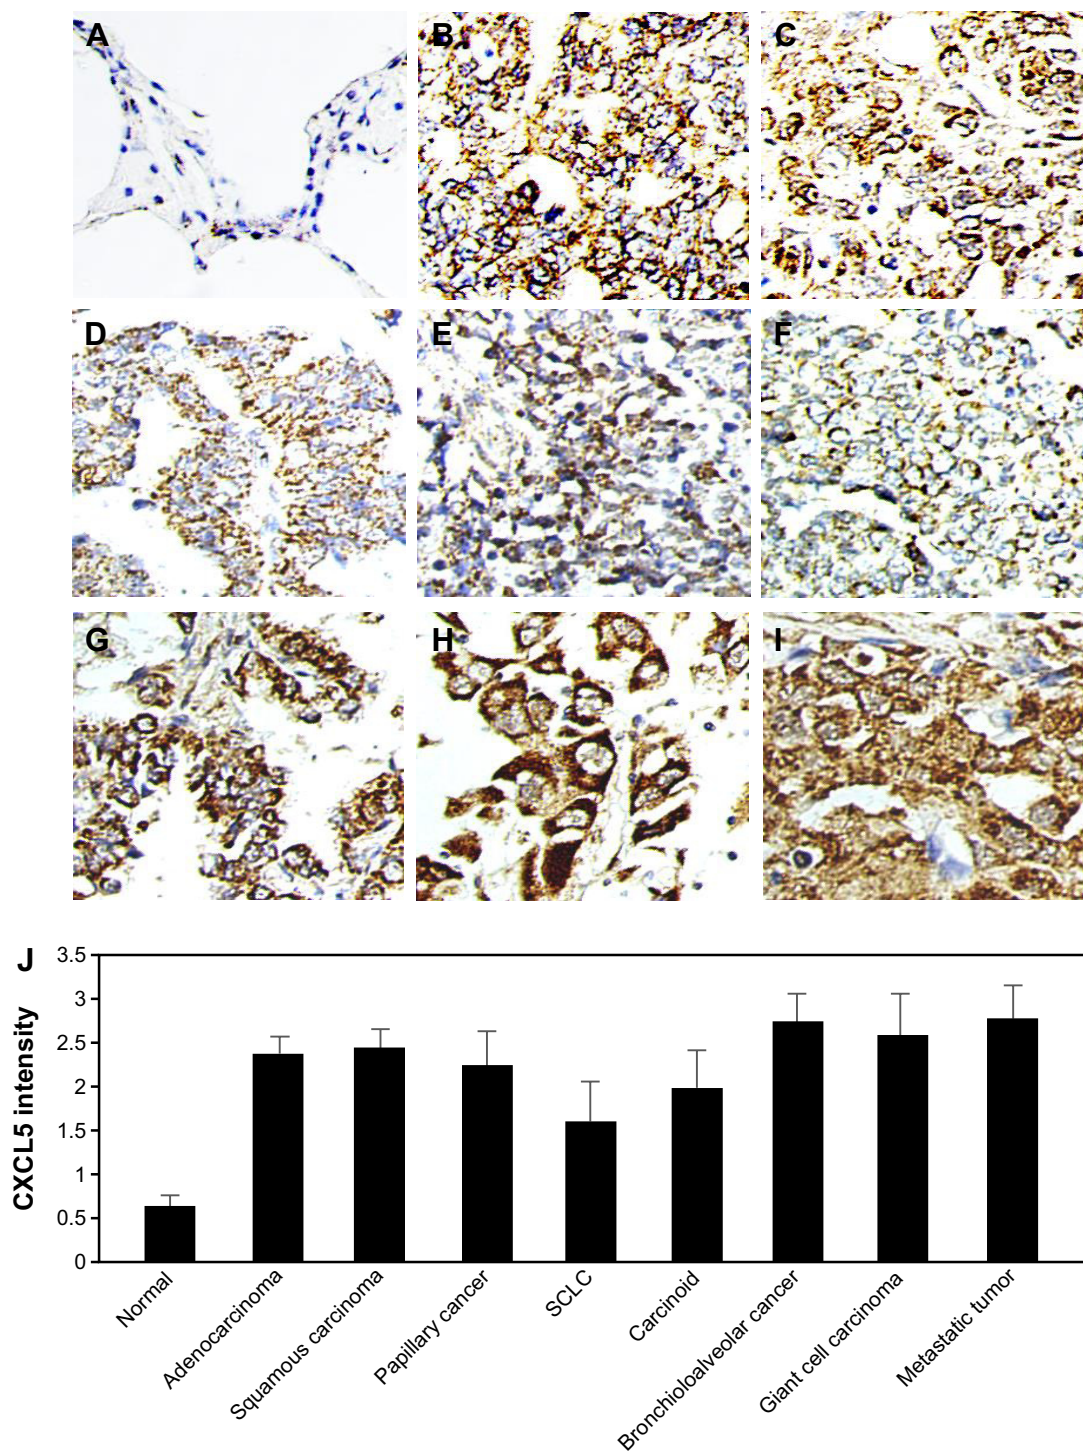 A
B
C
D
E
F
G
H
I
J
CXCL5 intensity
3.5
3
2.5
2
1.5
1
0.5
0
Normal
Adenocarcinoma
Squamous carcinoma
Papillary cancer
SCLC
Carcinoid
Bronchioloalveolar cancer
Giant cell carcinoma
Metastatic tumor